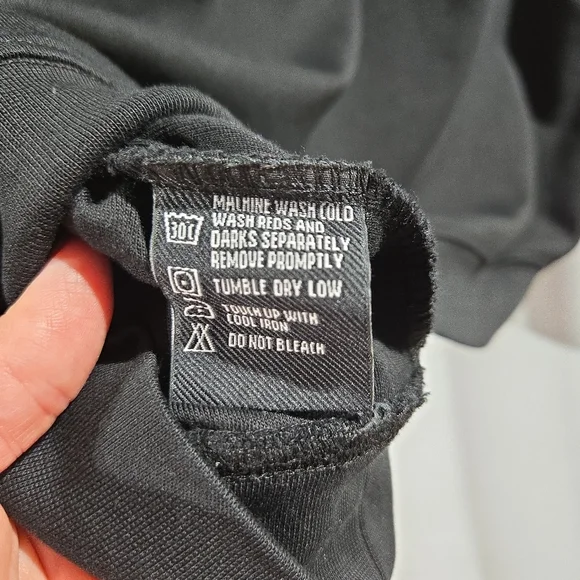 MACHINE WASH COLD
WASH REDS AND
DARKS SEPARATELY
REMOVE PROMPTLY
30C
TUMBLE DRY LOW
TOUCH UP WITH
COOL IRON
DO NOT BLEACH